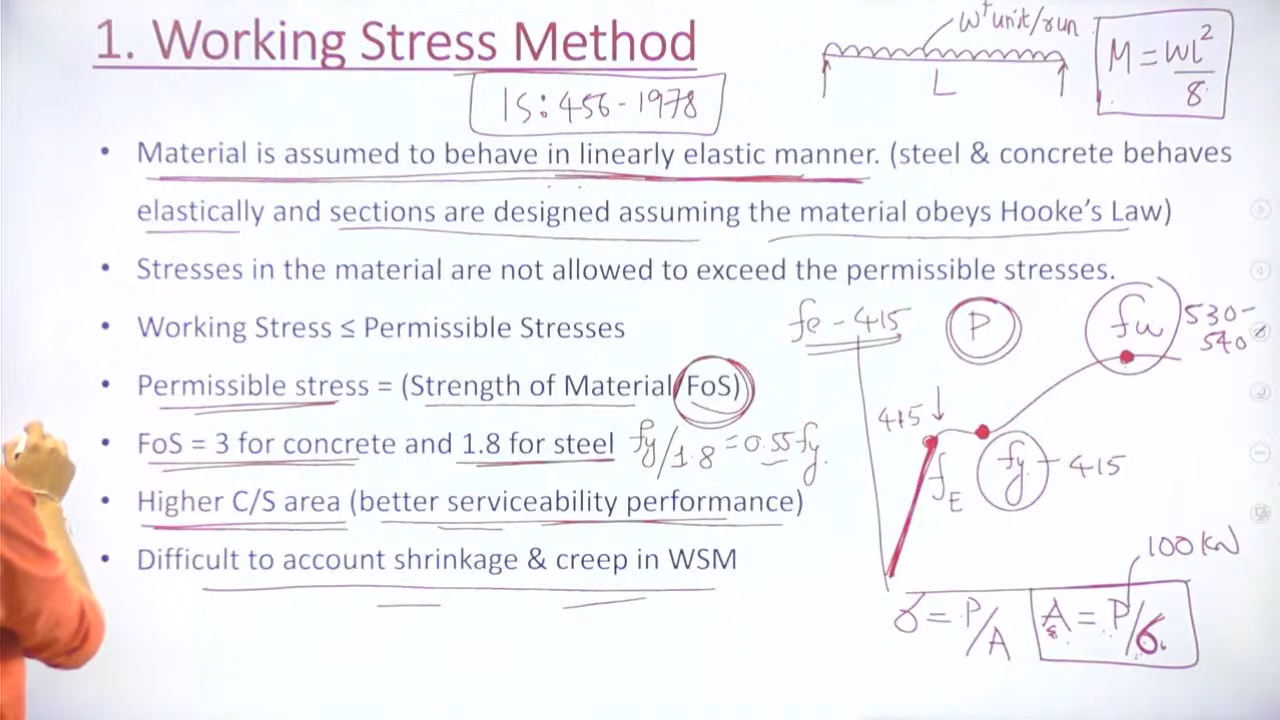 1. Working Stress Method
wᵗ unit/run
L
M = wl²/8
IS: 456-1978
• Material is assumed to behave in linearly elastic manner. (steel & concrete behaves
elastically and sections are designed assuming the material obeys Hooke's Law)
• Stresses in the material are not allowed to exceed the permissible stresses.
• Working Stress ≤ Permissible Stresses
fe - 415
P
fu
530-
540
• Permissible stress = (Strength of Material/FoS)
415 ↓
• FoS = 3 for concrete and 1.8 for steel
fy/1.8 = 0.55fy
fE
fy - 415
• Higher C/S area (better serviceability performance)
• Difficult to account shrinkage & creep in WSM
100 KN
σ = P/A
A = P/σ